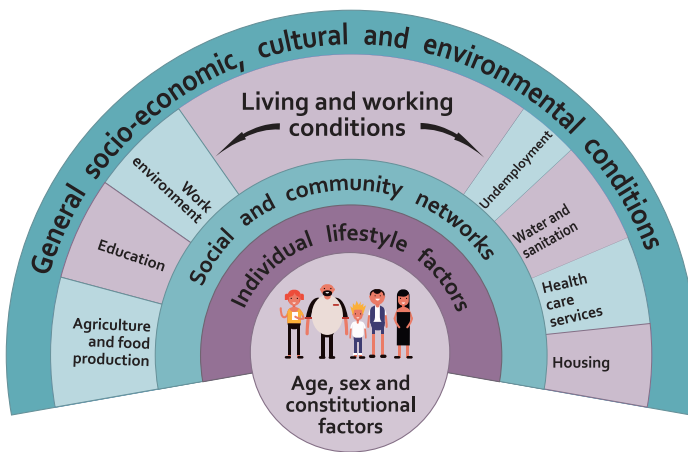 General socio-economic, cultural and environmental conditions
Living and working
conditions
Agriculture
and food
production
Education
Work
environment
Undemployment
Water and
sanitation
Health
care
services
Housing
Social and community networks
Individual lifestyle factors
Age, sex and
constitutional
factors